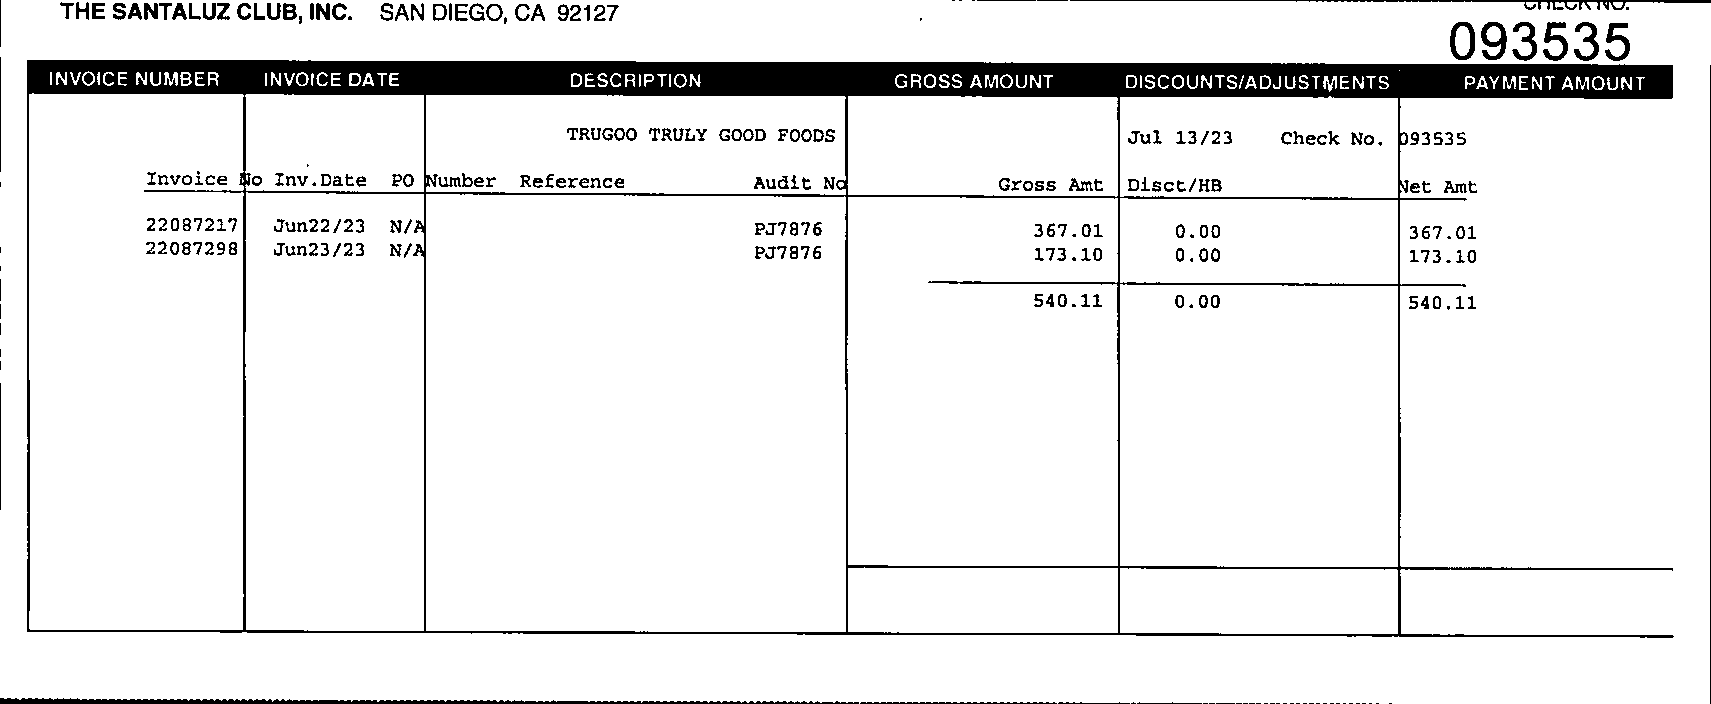 THE SANTALUZ CLUB, INC. SAN DIEGO, CA 92127
CHECK NO.
093535
INVOICE NUMBER INVOICE DATE DESCRIPTION GROSS AMOUNT DISCOUNTS/ADJUSTMENTS PAYMENT AMOUNT
TRUGOO TRULY GOOD FOODS Jul 13/23 Check No. 093535
Invoice No Inv.Date PO Number Reference Audit No Gross Amt Disct/HB Net Amt
22087217 Jun22/23 N/A PJ7876 367.01 0.00 367.01
22087298 Jun23/23 N/A PJ7876 173.10 0.00 173.10
540.11 0.00 540.11